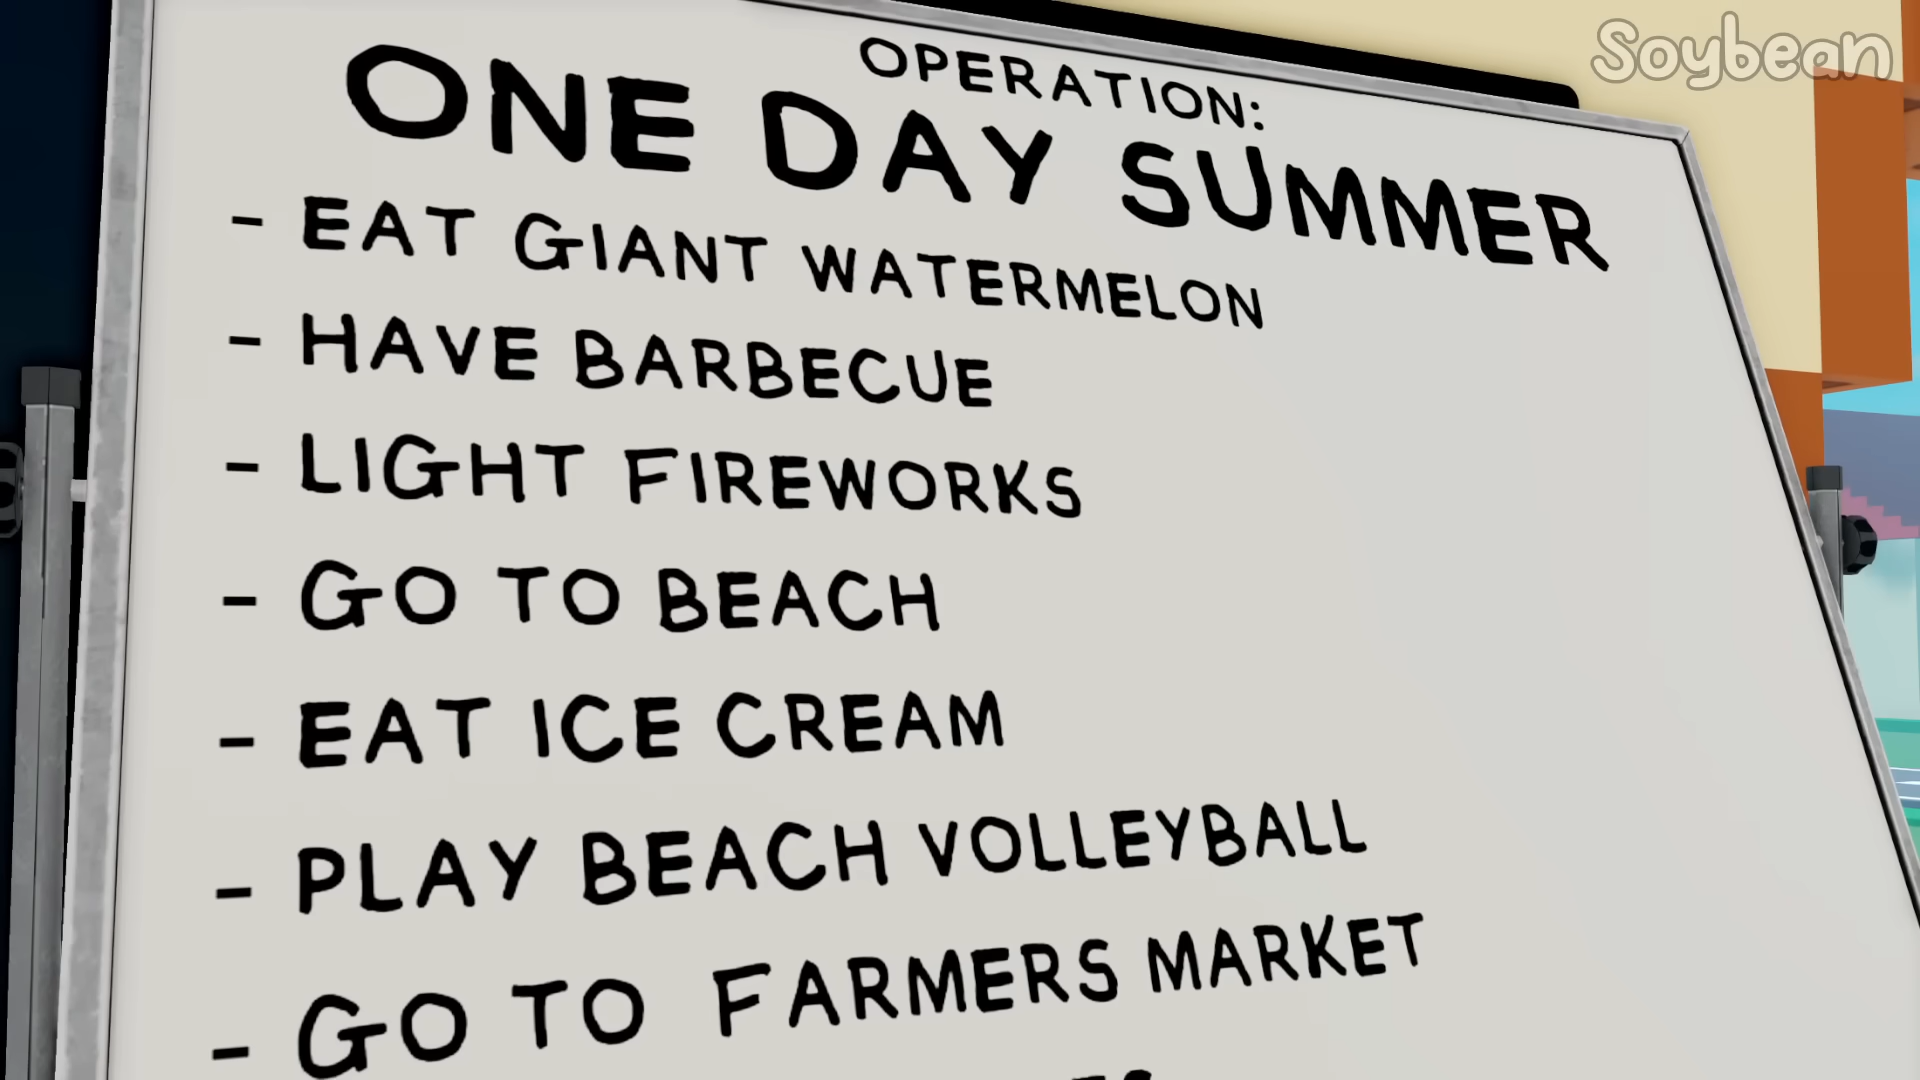 Soybean
OPERATION:
ONE DAY SUMMER
- EAT GIANT WATERMELON
- HAVE BARBECUE
- LIGHT FIREWORKS
- GO TO BEACH
- EAT ICE CREAM
- PLAY BEACH VOLLEYBALL
- GO TO FARMERS MARKET